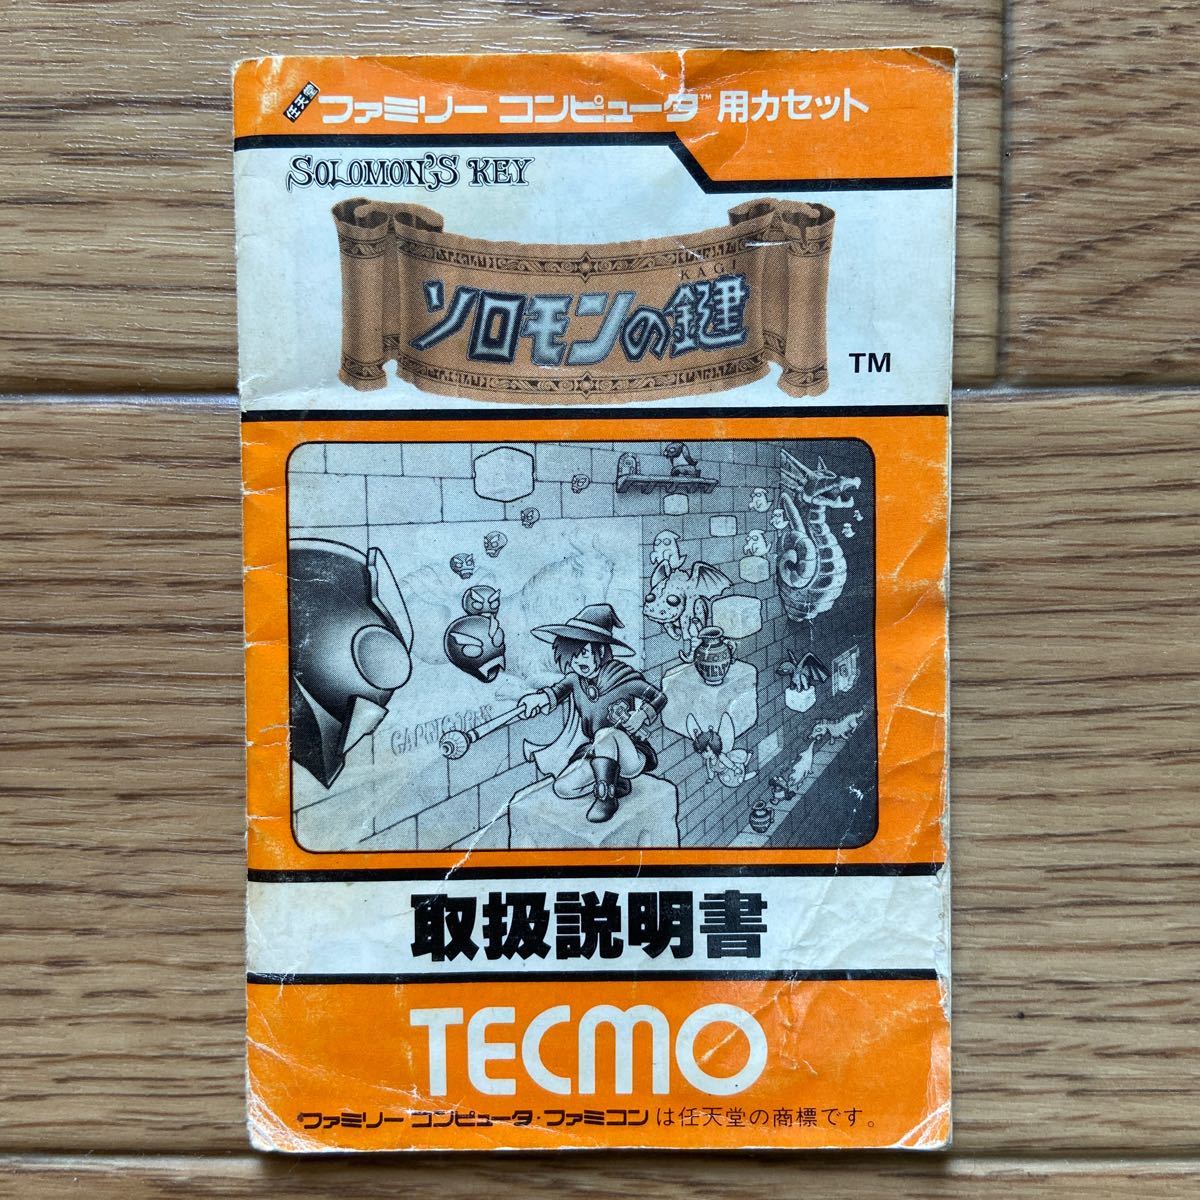 任天堂 ファミリー コンピュータ™ 用カセット
SOLOMON'S KEY
KAGI
ソロモンの鍵
TM
CAPRICORN
取扱説明書
TECMO
ファミリー コンピュータ・ファミコン は任天堂の商標です。